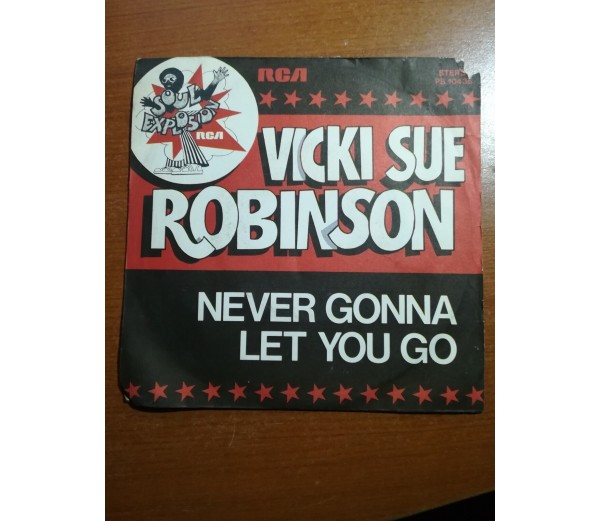 RCA
STEREO
SOUL
EXPLOSION
RCA
VICKI SUE
ROBINSON
NEVER GONNA
LET YOU GO